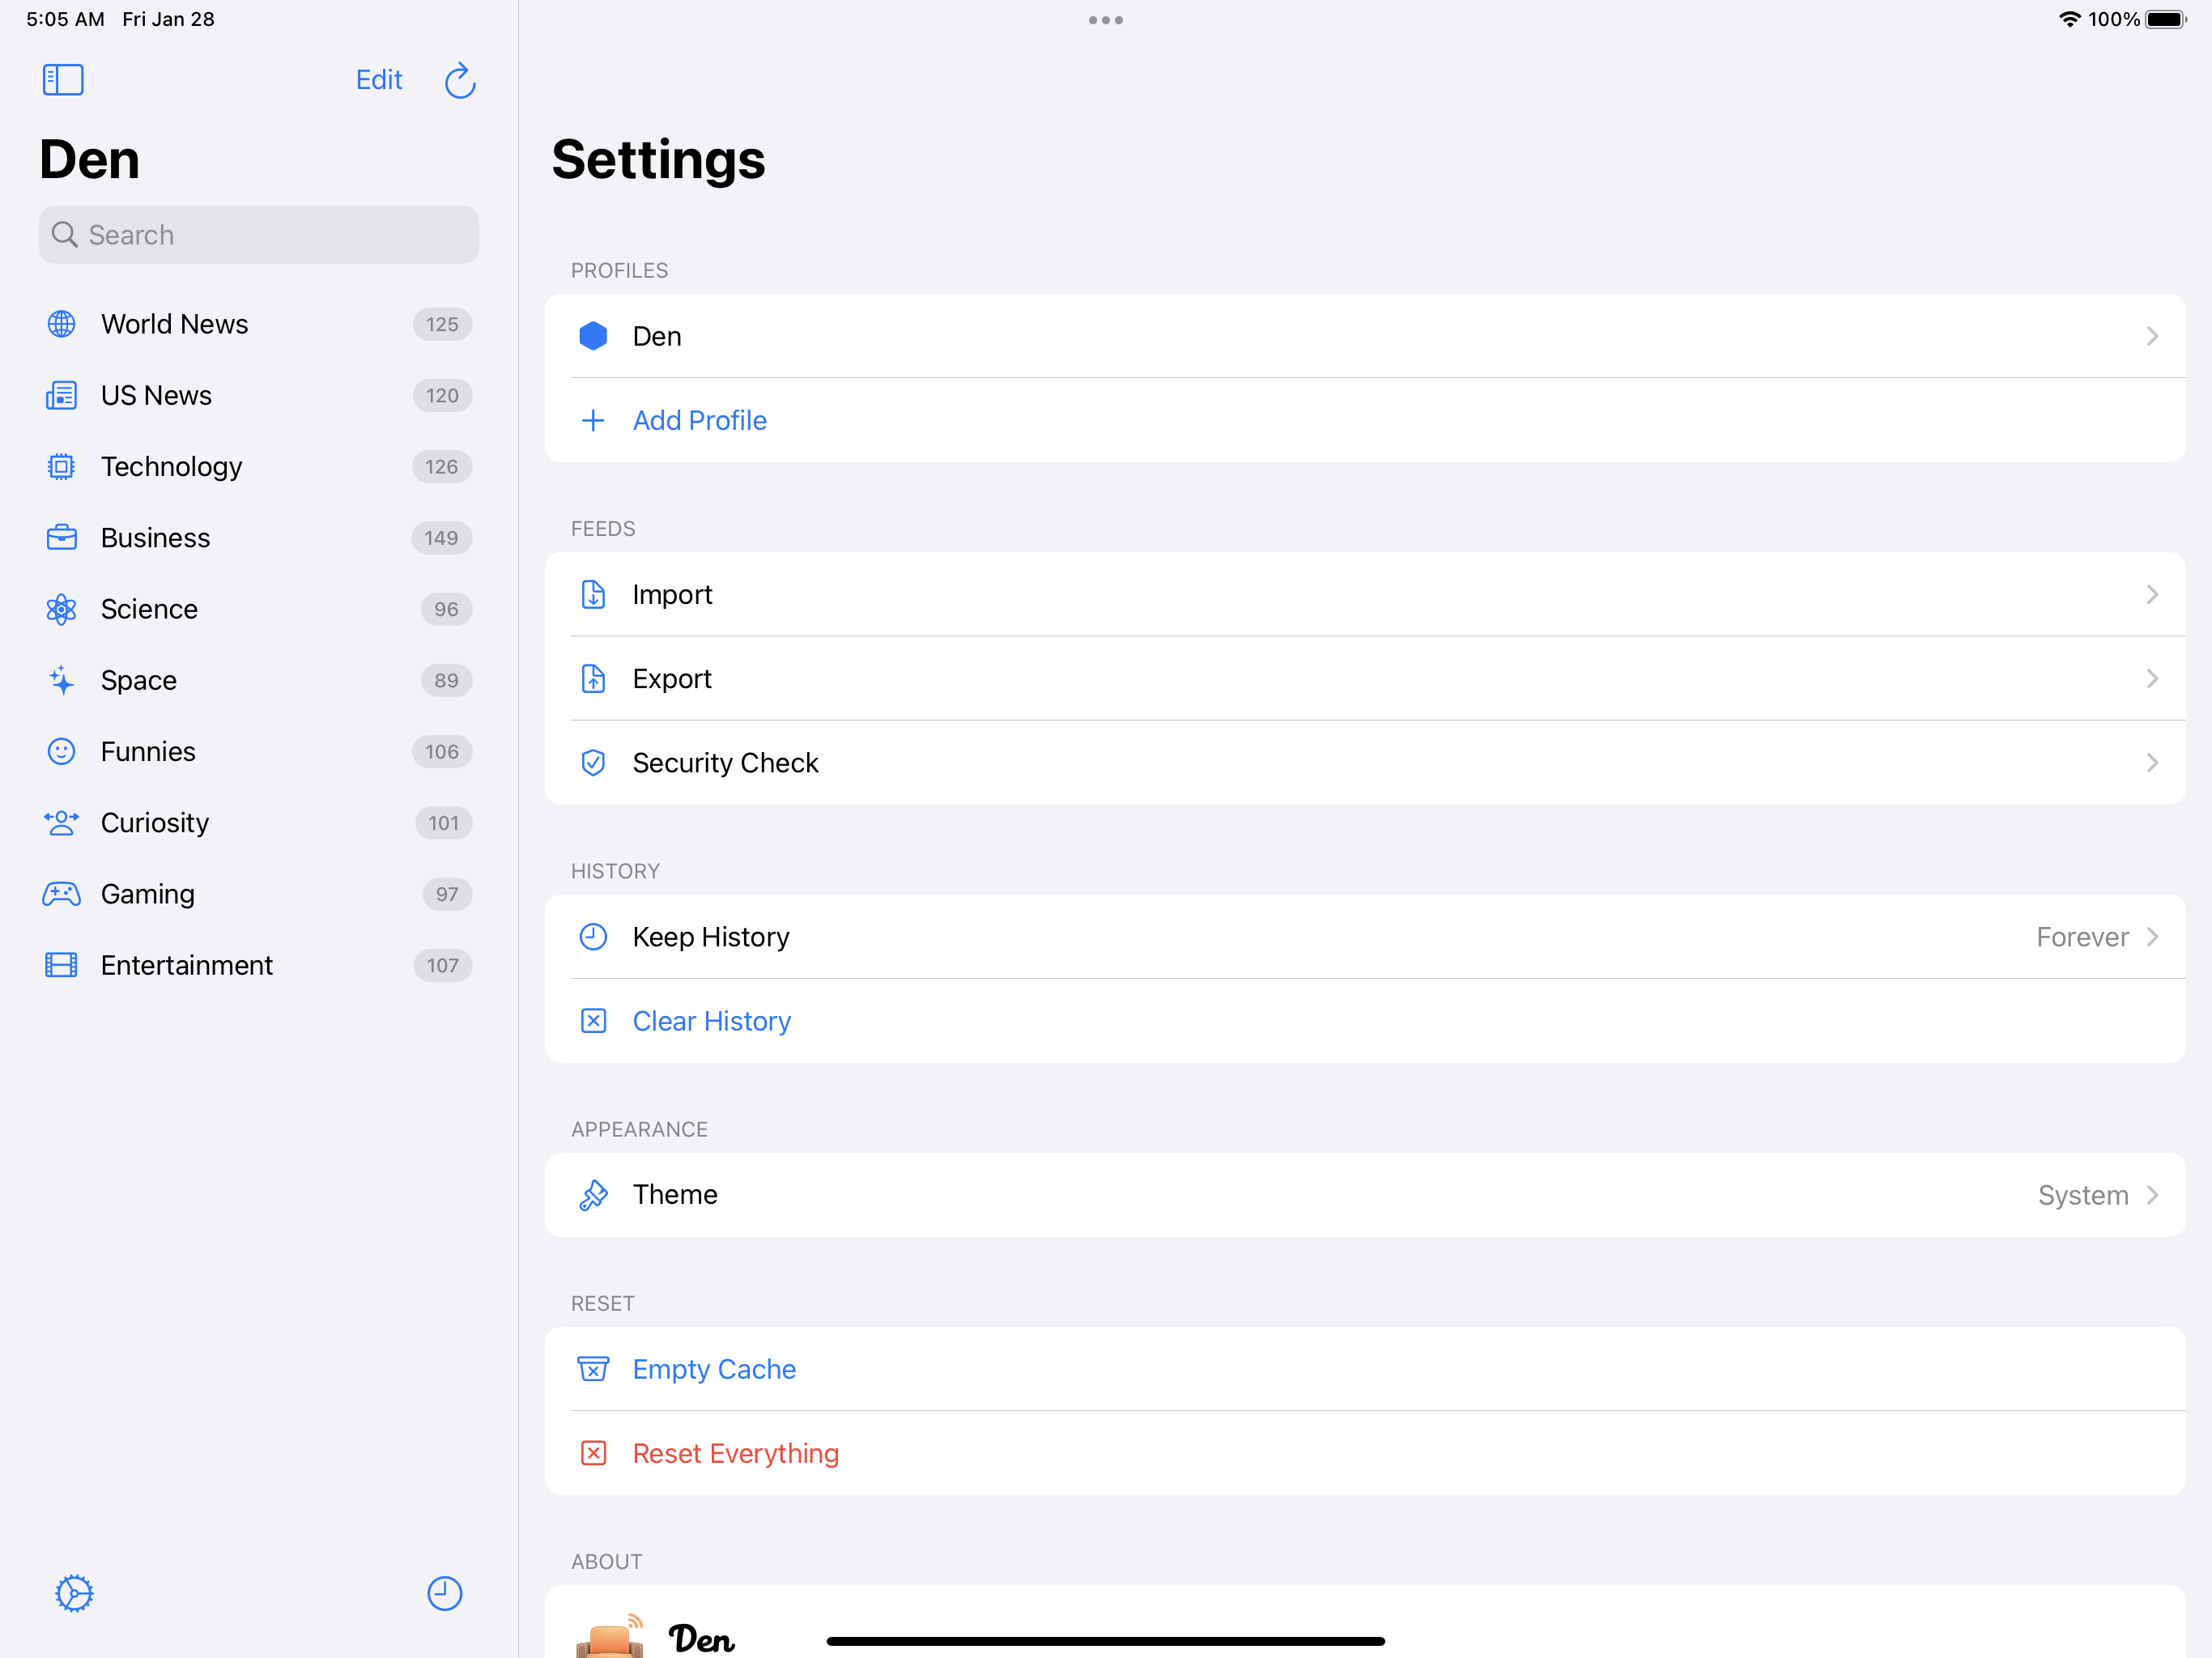 5:05 AM Fri Jan 28
100%
Edit
Den
Search
World News 125
US News 120
Technology 126
Business 149
Science 96
Space 89
Funnies 106
Curiosity 101
Gaming 97
Entertainment 107
Settings
PROFILES
Den
Add Profile
FEEDS
Import
Export
Security Check
HISTORY
Keep History Forever
Clear History
APPEARANCE
Theme System
RESET
Empty Cache
Reset Everything
ABOUT
Den